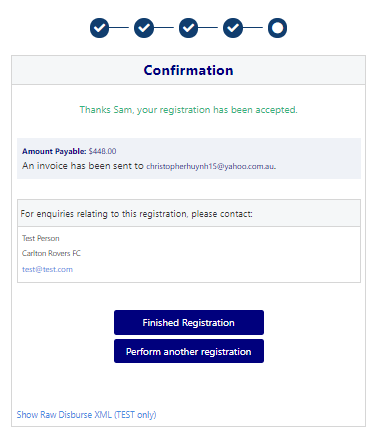 Confirmation
Thanks Sam, your registration has been accepted.
Amount Payable: $448.00
An invoice has been sent to christopherhuynh15@yahoo.com.au.
For enquiries relating to this registration, please contact:
Test Person
Carlton Rovers FC
test@test.com
Finished Registration
Perform another registration
Show Raw Disburse XML (TEST only)